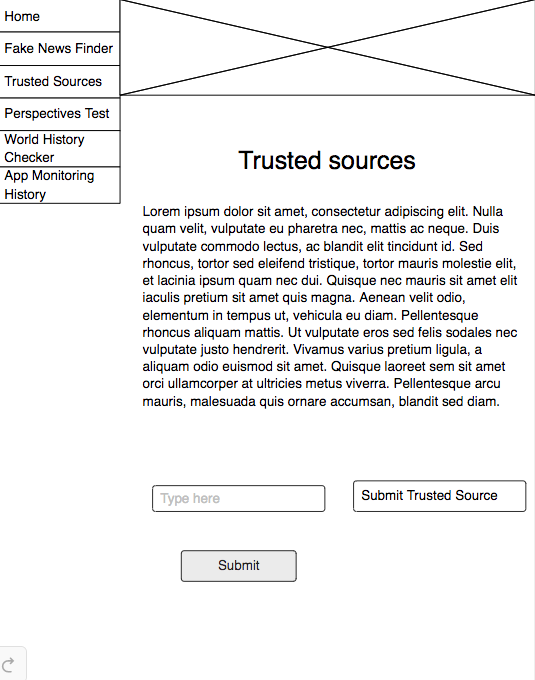 Home
Fake News Finder
Trusted Sources
Perspectives Test
World History
Checker
App Monitoring
History
Trusted sources
Lorem ipsum dolor sit amet, consectetur adipiscing elit. Nulla
quam velit, vulputate eu pharetra nec, mattis ac neque. Duis
vulputate commodo lectus, ac blandit elit tincidunt id. Sed
rhoncus, tortor sed eleifend tristique, tortor mauris molestie elit,
et lacinia ipsum quam nec dui. Quisque nec mauris sit amet elit
iaculis pretium sit amet quis magna. Aenean velit odio,
elementum in tempus ut, vehicula eu diam. Pellentesque
rhoncus aliquam mattis. Ut vulputate eros sed felis sodales nec
vulputate justo hendrerit. Vivamus varius pretium ligula, a
aliquam odio euismod sit amet. Quisque laoreet sem sit amet
orci ullamcorper at ultricies metus viverra. Pellentesque arcu
mauris, malesuada quis ornare accumsan, blandit sed diam.
Type here
Submit Trusted Source
Submit